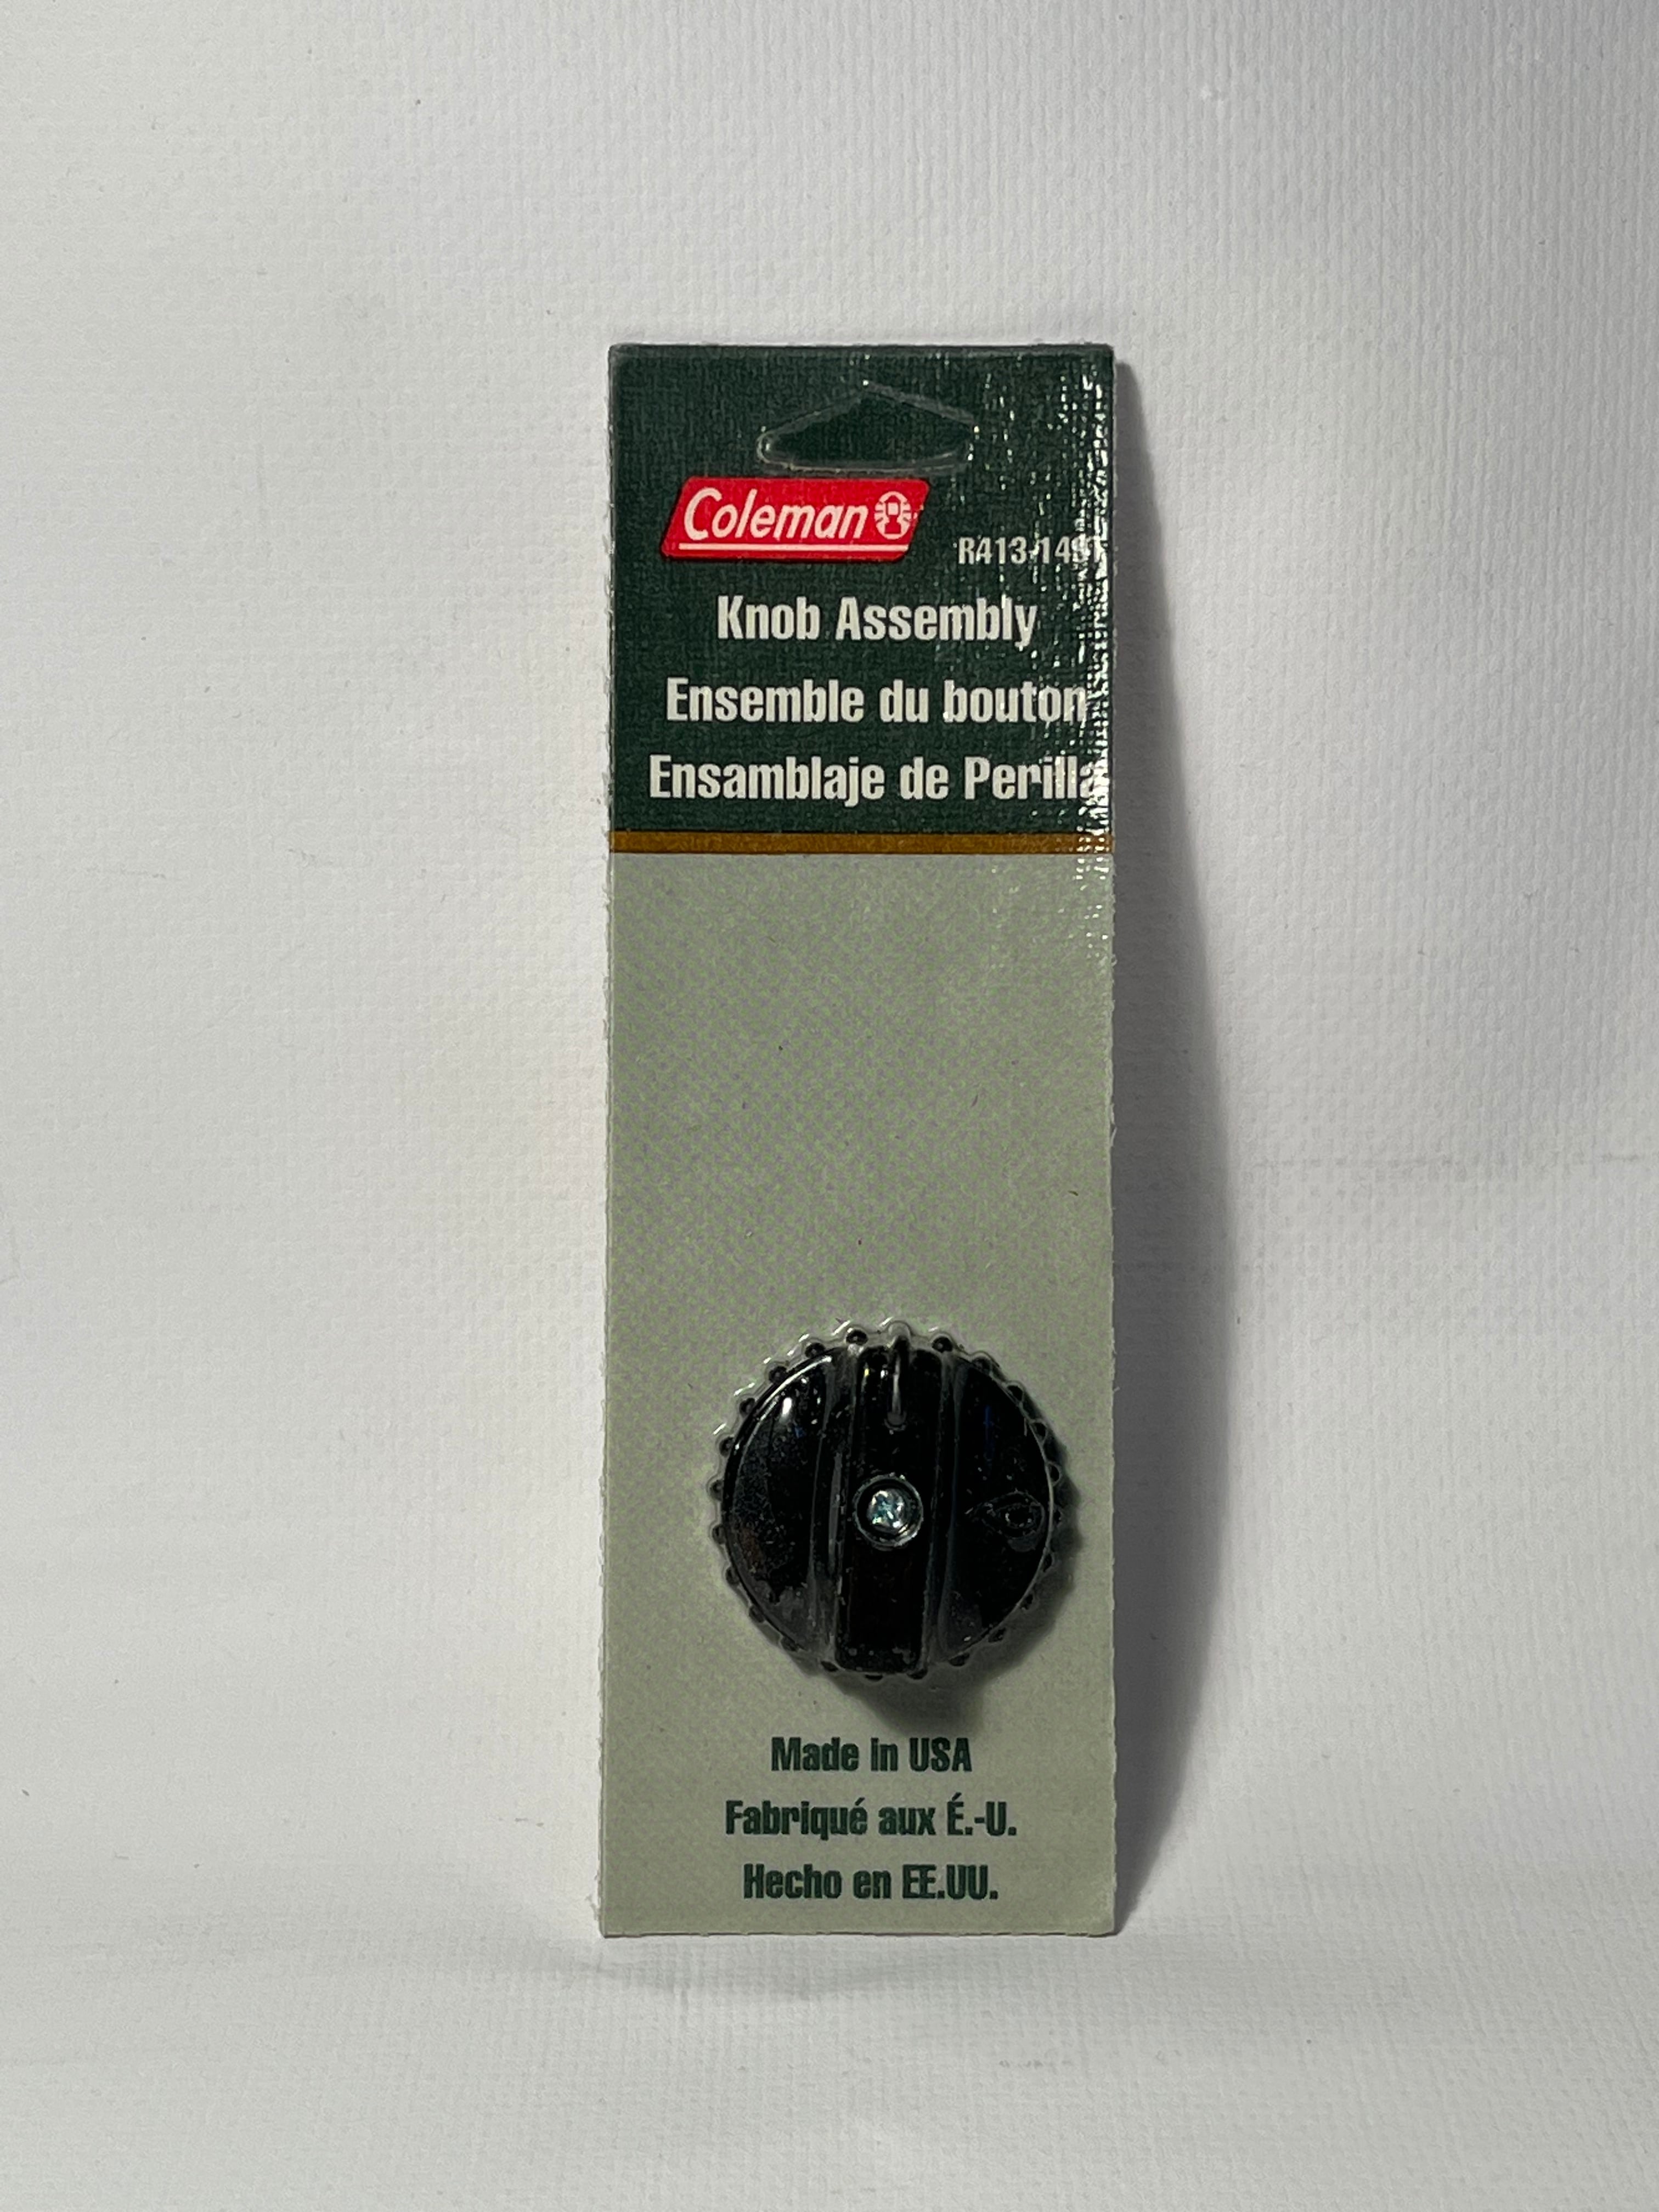 Coleman
Knob Assembly
Ensemble du bouton
Ensamblaje de Perilla
Made in USA
Fabriqué aux É.-U.
Hecho en EE.UU.